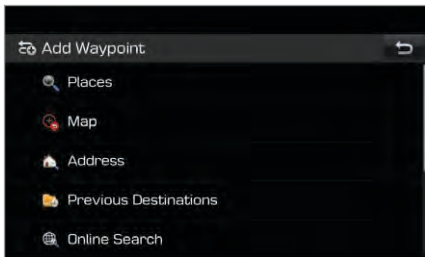 Add Waypoint
Places
Map
Address
Previous Destinations
Online Search